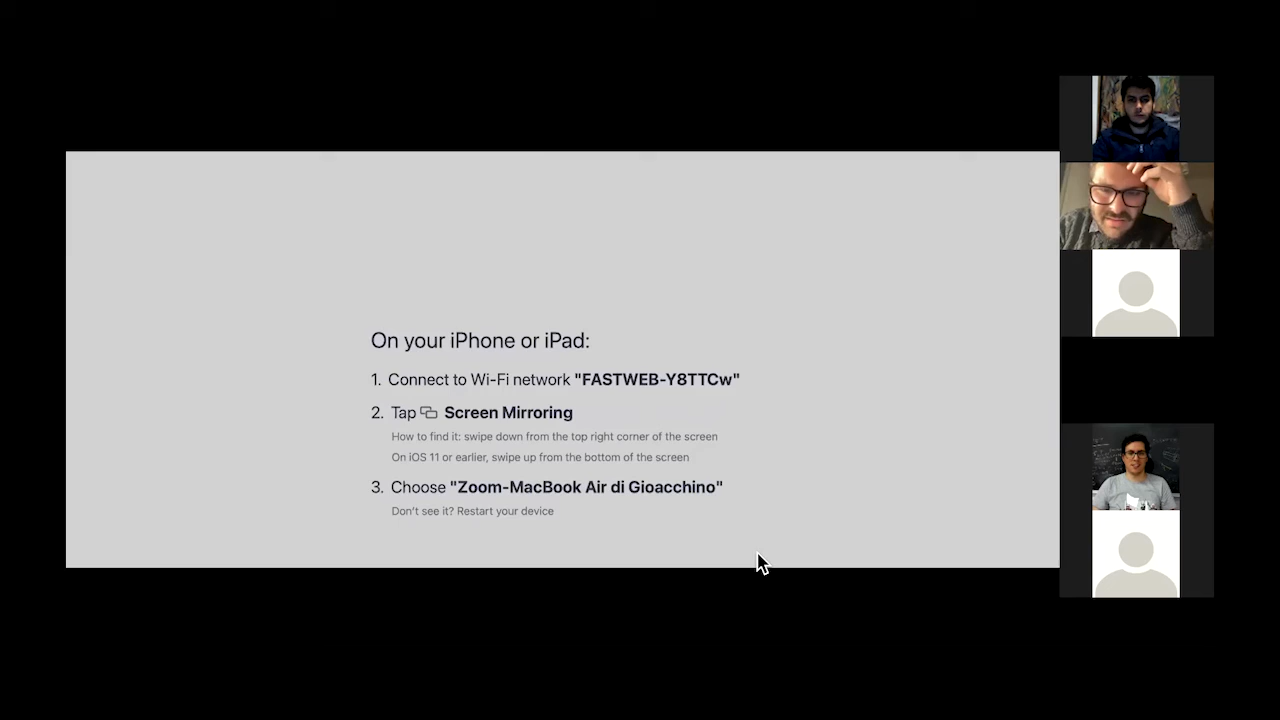 On your iPhone or iPad:
1. Connect to Wi-Fi network "FASTWEB-Y8TTCw"
2. Tap Screen Mirroring
How to find it: swipe down from the top right corner of the screen
On iOS 11 or earlier, swipe up from the bottom of the screen
3. Choose "Zoom-MacBook Air di Gioacchino"
Don't see it? Restart your device